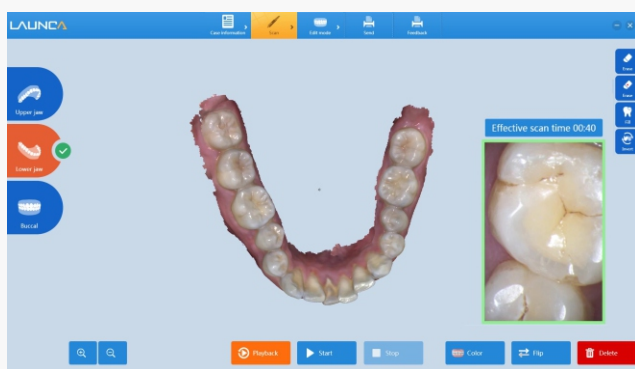 LAUNCA
Case Information
Scan
Edit mode
Send
Feedback
Upper jaw
Lower jaw
Buccal
Effective scan time 00:40
Playback
Start
Stop
Color
Flip
Delete